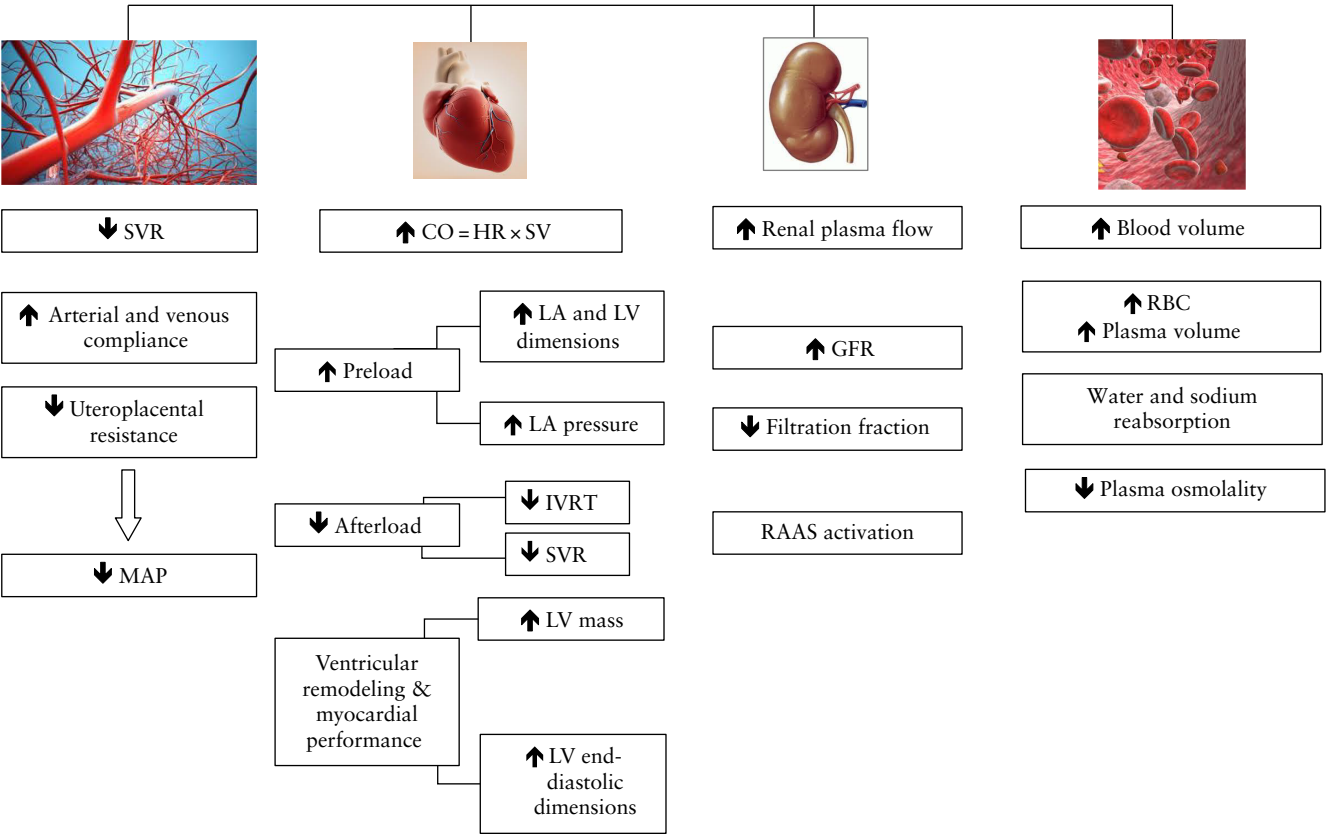 ↓ SVR
↑ Arterial and venous
compliance
↓ Uteroplacental
resistance
↓ MAP
↑ CO = HR × SV
↑ Preload
↑ LA and LV
dimensions
↑ LA pressure
↓ Afterload
↓ IVRT
↓ SVR
Ventricular
remodeling &
myocardial
performance
↑ LV mass
↑ LV end-
diastolic
dimensions
↑ Renal plasma flow
↑ GFR
↓ Filtration fraction
RAAS activation
↑ Blood volume
↑ RBC
↑ Plasma volume
Water and sodium
reabsorption
↓ Plasma osmolality